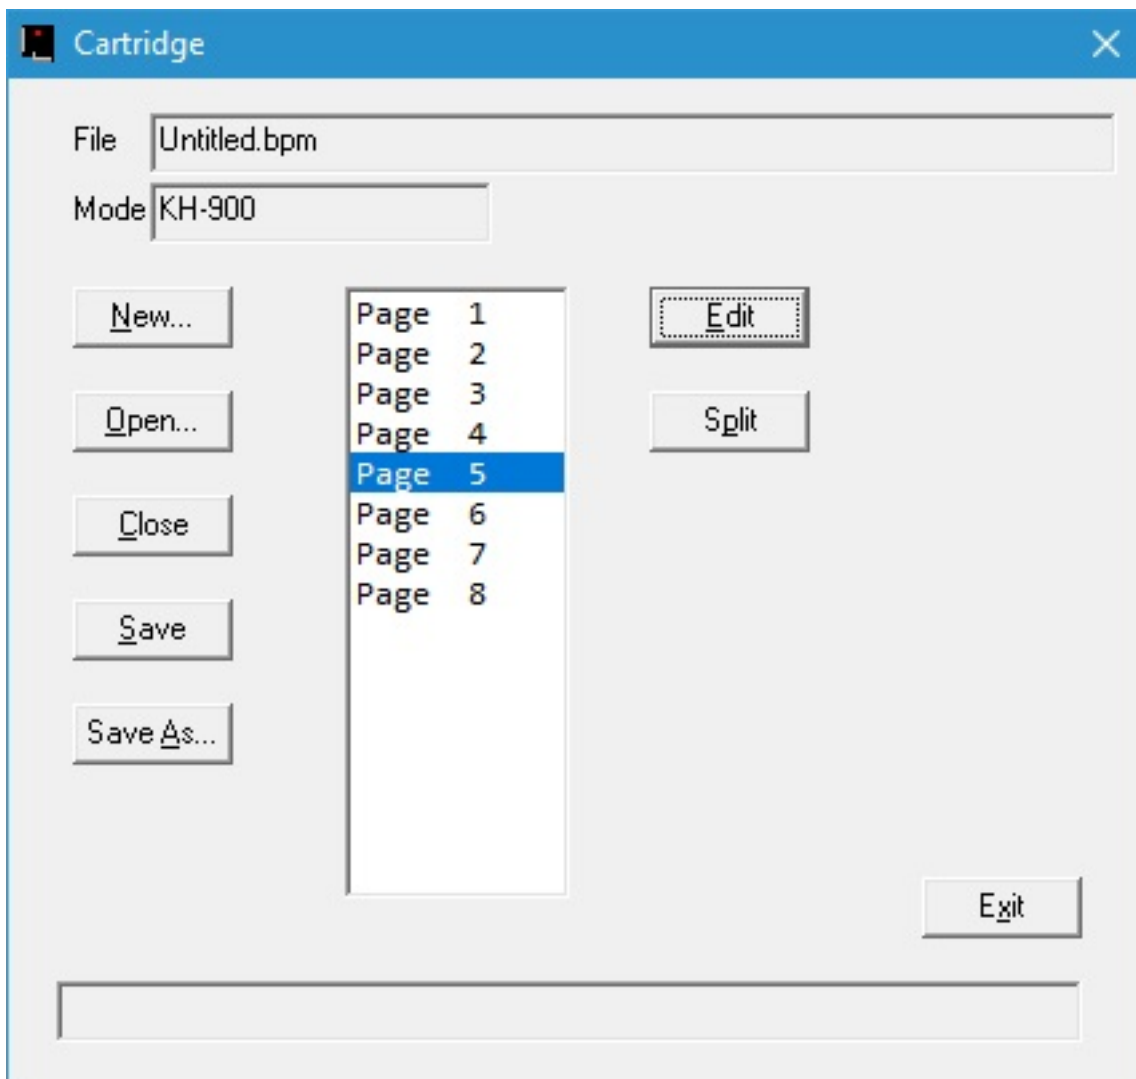 Cartridge
File Untitled.bpm
Mode KH-900
New...
Open...
Close
Save
Save As...
Page 1
Page 2
Page 3
Page 4
Page 5
Page 6
Page 7
Page 8
Edit
Split
Exit